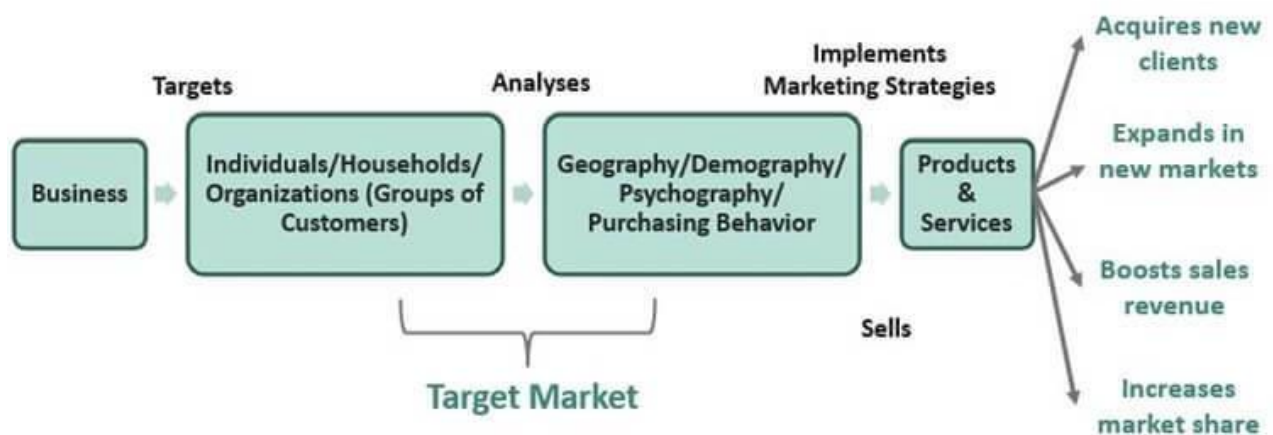 Targets
Analyses
Implements
Marketing Strategies
Business
Individuals/Households/
Organizations (Groups of
Customers)
Geography/Demography/
Psychography/
Purchasing Behavior
Products
&
Services
Acquires new
clients
Expands in
new markets
Boosts sales
revenue
Increases
market share
Sells
Target Market